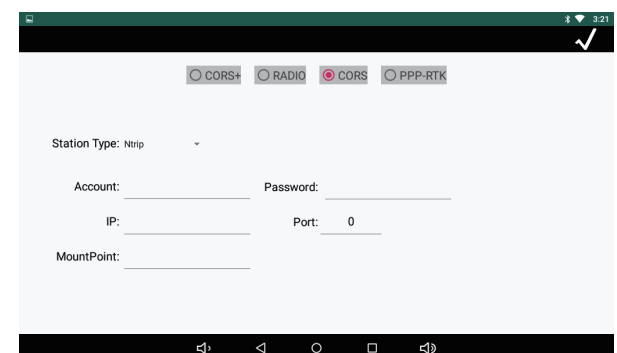 3:21
CORS+ RADIO CORS PPP-RTK
Station Type: Ntrip
Account: Password:
IP: Port: 0
MountPoint: